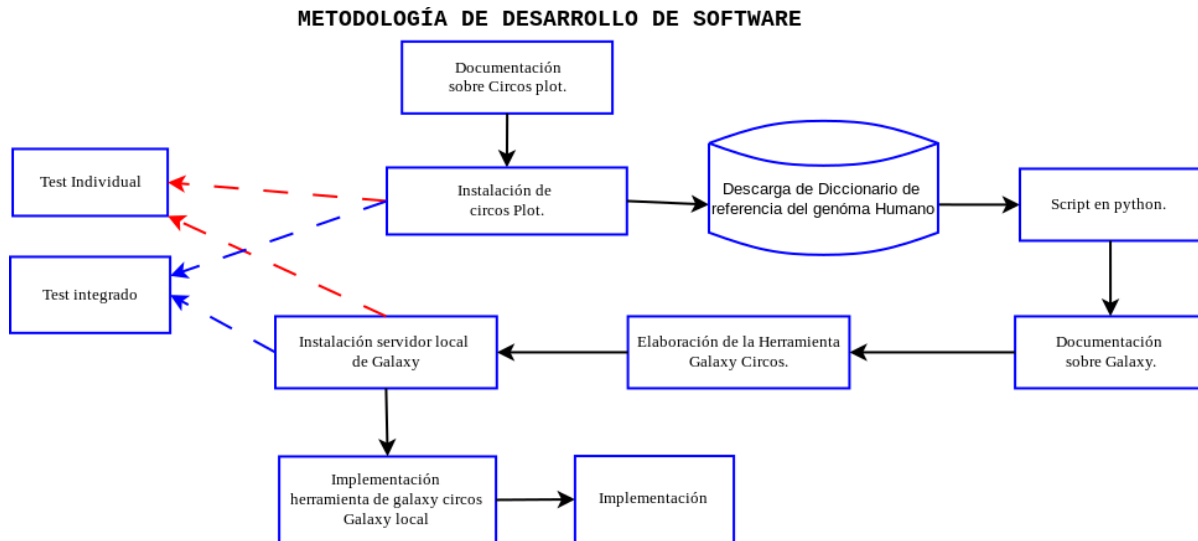 METODOLOGÍA DE DESARROLLO DE SOFTWARE
Documentación
sobre Circos plot.
Test Individual
Instalación de
circos Plot.
Descarga de Diccionario de
referencia del genóma Humano
Script en python.
Test integrado
Instalación servidor local
de Galaxy
Elaboración de la Herramienta
Galaxy Circos.
Documentación
sobre Galaxy.
Implementación
herramienta de galaxy circos
Galaxy local
Implementación